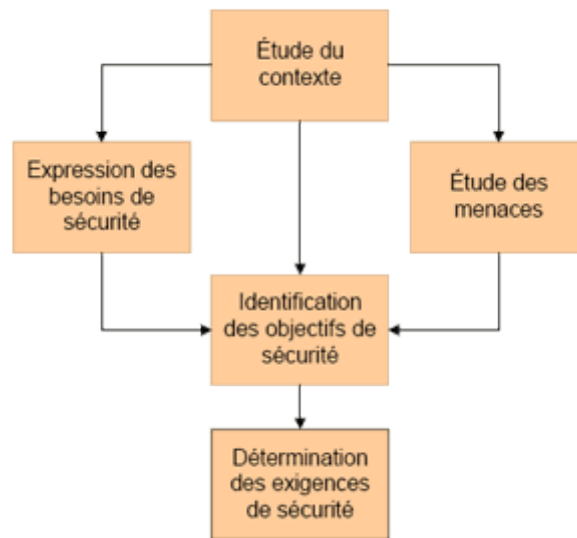 Étude du
contexte
Expression des
besoins de
sécurité
Étude des
menaces
Identification
des objectifs de
sécurité
Détermination
des exigences
de sécurité